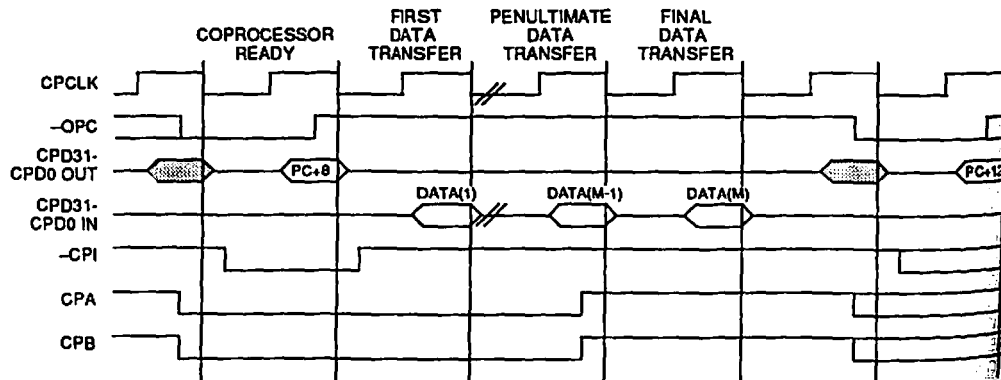 COPROCESSOR
READY
FIRST
DATA
TRANSFER
PENULTIMATE
DATA
TRANSFER
FINAL
DATA
TRANSFER
CPCLK
–OPC
CPD31-
CPD0 OUT
PC+8
PC+12
CPD31-
CPD0 IN
DATA(1)
DATA(M-1)
DATA(M)
–CPI
CPA
CPB